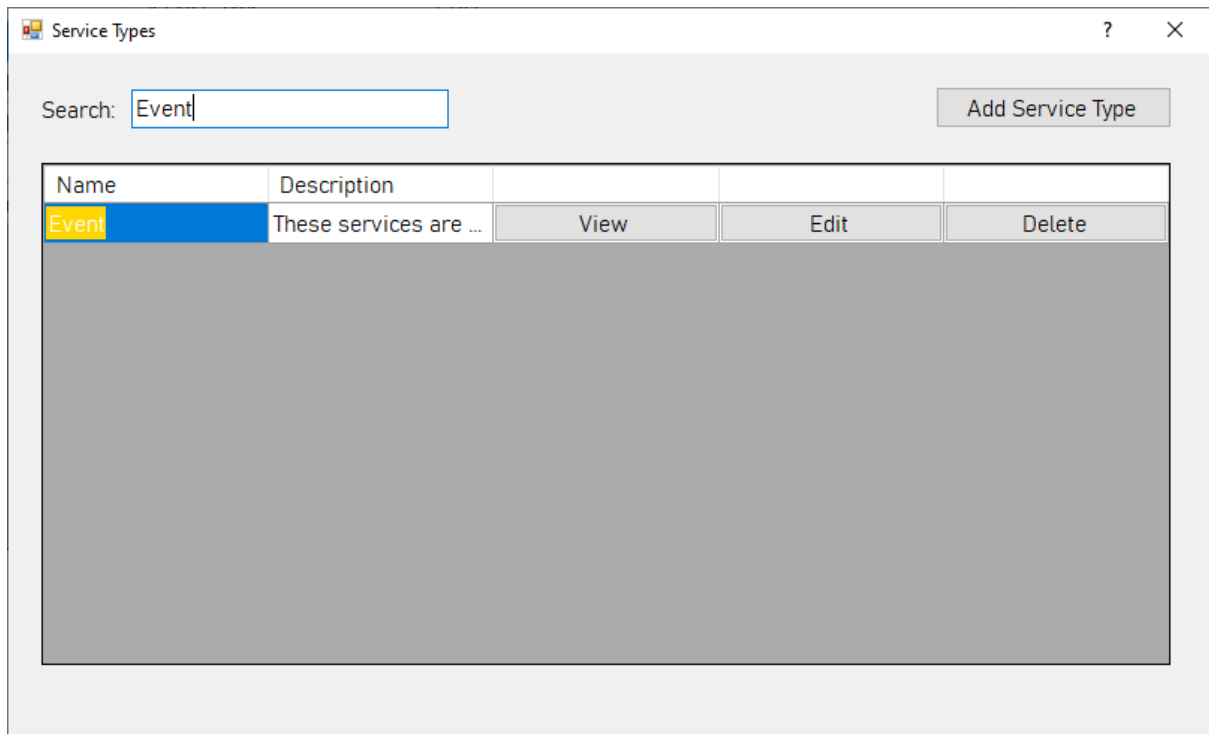 Service Types ?
Search: Event Add Service Type
Name Description
Event These services are ... View Edit Delete